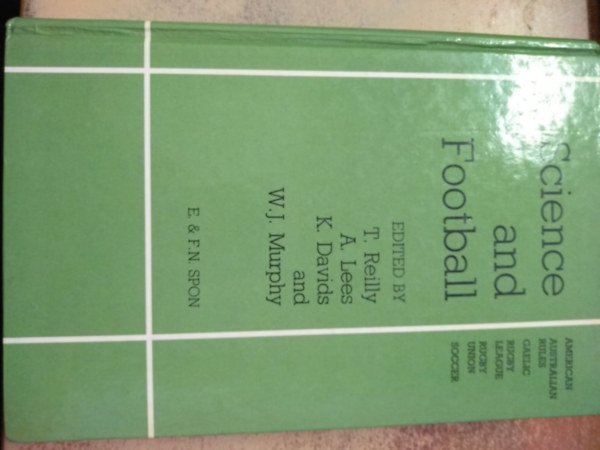 AMERICAN
AUSTRALIAN
RULES
GAELIC
RUGBY
LEAGUE
RUGBY
UNION
SOCCER
Science
and
Football
EDITED BY
T. Reilly
A. Lees
K. Davids
and
W.J. Murphy
E. & F.N. SPON